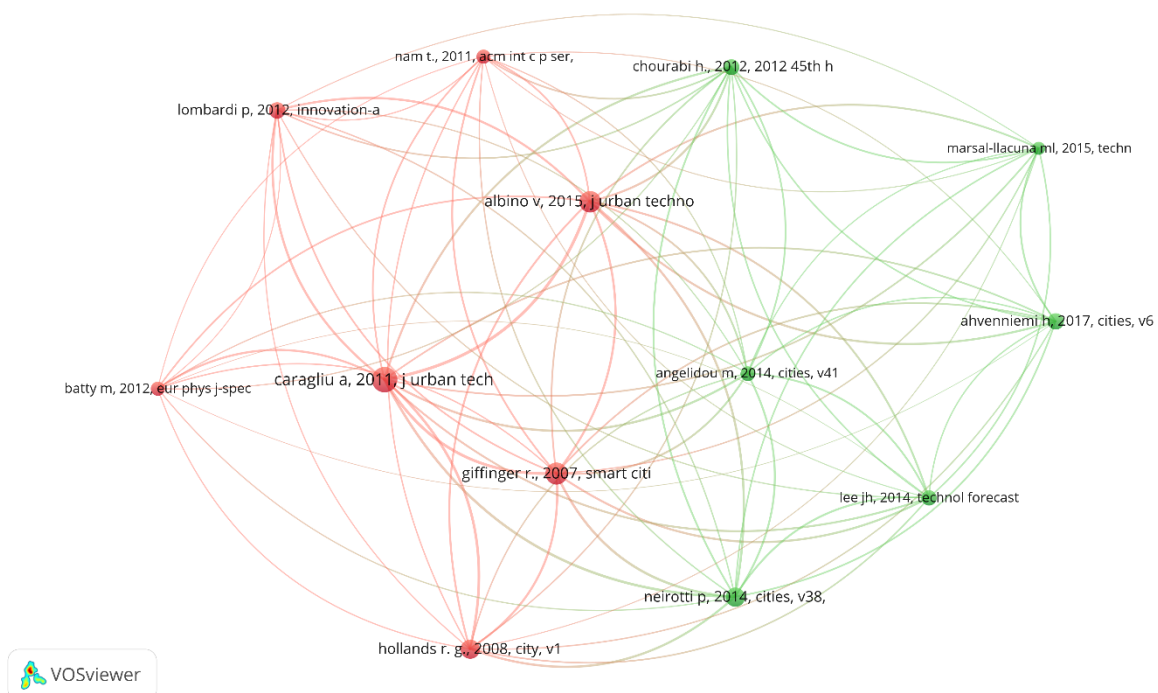 nam t., 2011, acm int c p ser,
chourabi h., 2012, 2012 45th h
lombardi p, 2012, innovation-a
marsal-llacuna ml, 2015, techn
albino v, 2015, j urban techno
ahvenniemi h, 2017, cities, v6
angelidou m, 2014, cities, v41
caragliu a, 2011, j urban tech
batty m, 2012, eur phys j-spec
giffinger r., 2007, smart citi
lee jh, 2014, technol forecast
neirotti p, 2014, cities, v38,
hollands r. g., 2008, city, v1
VOSviewer